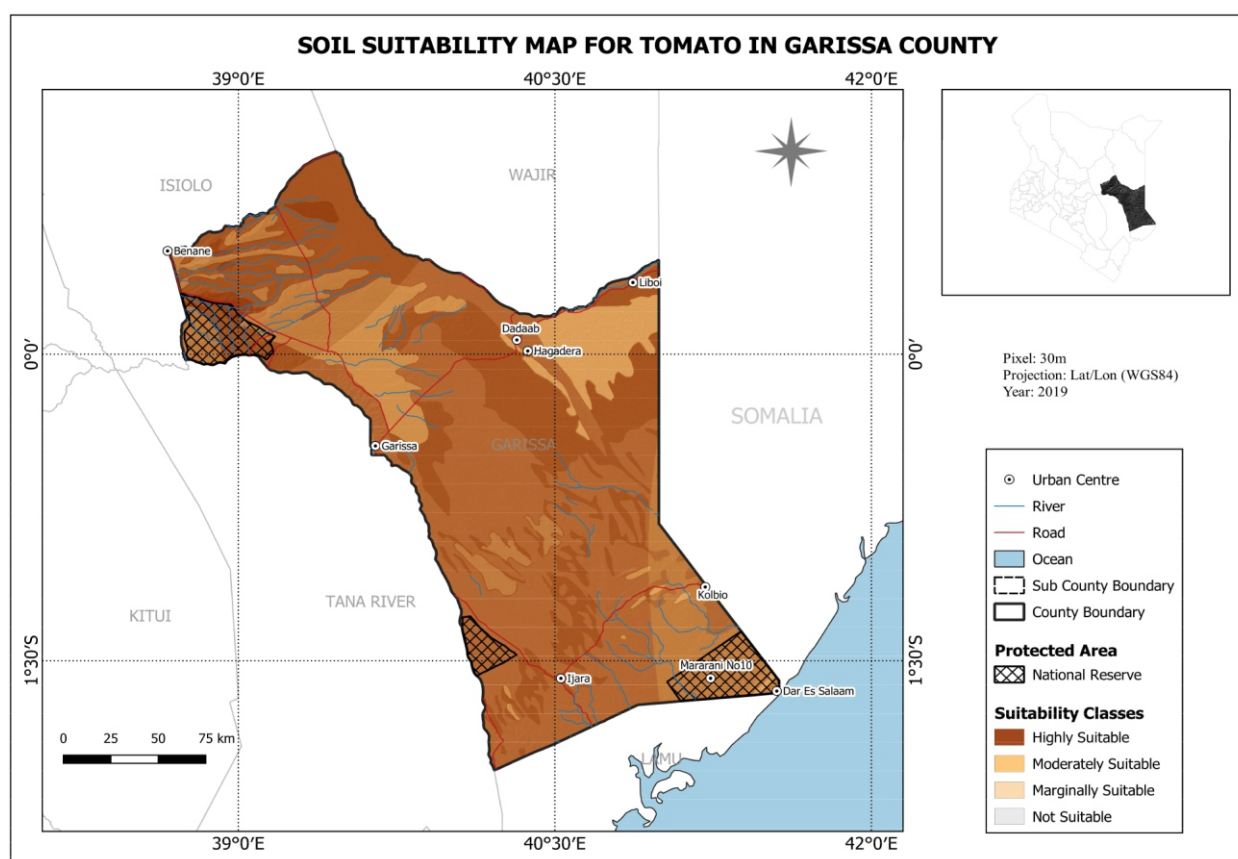 SOIL SUITABILITY MAP FOR TOMATO IN GARISSA COUNTY
39°0′E
40°30′E
42°0′E
ISIOLO
WAJIR
Benane
Liboi
Dadaab
Hagadera
0°0′
0°0′
Garissa
GARISSA
SOMALIA
Kolbio
TANA RIVER
KITUI
1°30′S
1°30′S
Mararani No10
Ijara
Dar Es Salaam
LAMU
0 25 50 75 km
39°0′E
40°30′E
42°0′E
Pixel: 30m
Projection: Lat/Lon (WGS84)
Year: 2019
Urban Centre
River
Road
Ocean
Sub County Boundary
County Boundary
Protected Area
National Reserve
Suitability Classes
Highly Suitable
Moderately Suitable
Marginally Suitable
Not Suitable